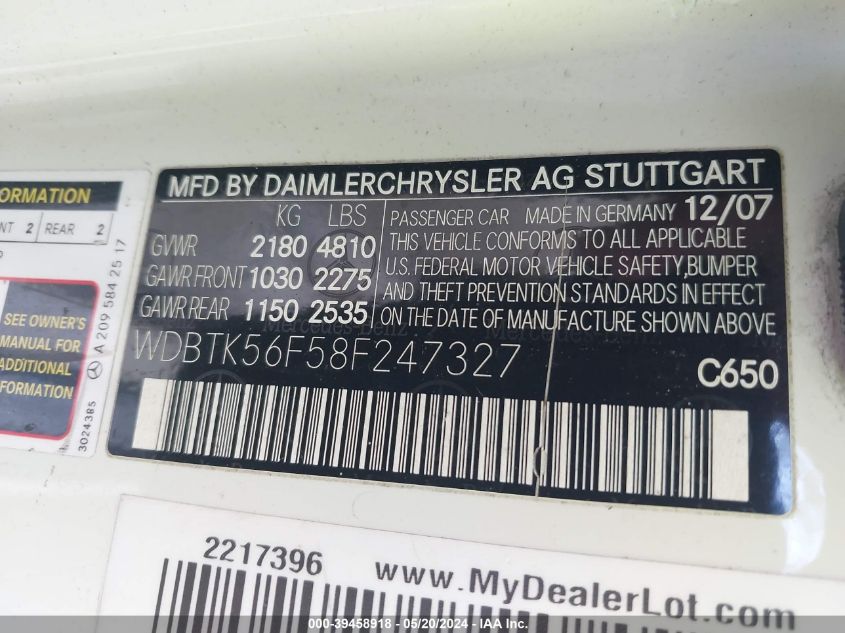 MFD BY DAIMLERCHRYSLER AG STUTTGART
KG LBS
GVWR 2180 4810
GAWR FRONT 1030 2275
GAWR REAR 1150 2535
PASSENGER CAR MADE IN GERMANY 12/07
THIS VEHICLE CONFORMS TO ALL APPLICABLE
U.S. FEDERAL MOTOR VEHICLE SAFETY, BUMPER
AND THEFT PREVENTION STANDARDS IN EFFECT
ON THE DATE OF MANUFACTURE SHOWN ABOVE
Mercedes-Benz
WDBTK56F58F247327
C650
2 REAR 2
SEE OWNER'S
MANUAL FOR
ADDITIONAL
A 209 584 25 17
3024385
2217396
www.MyDealerLot.com
000-39458918 - 05/20/2024 - IAA Inc.